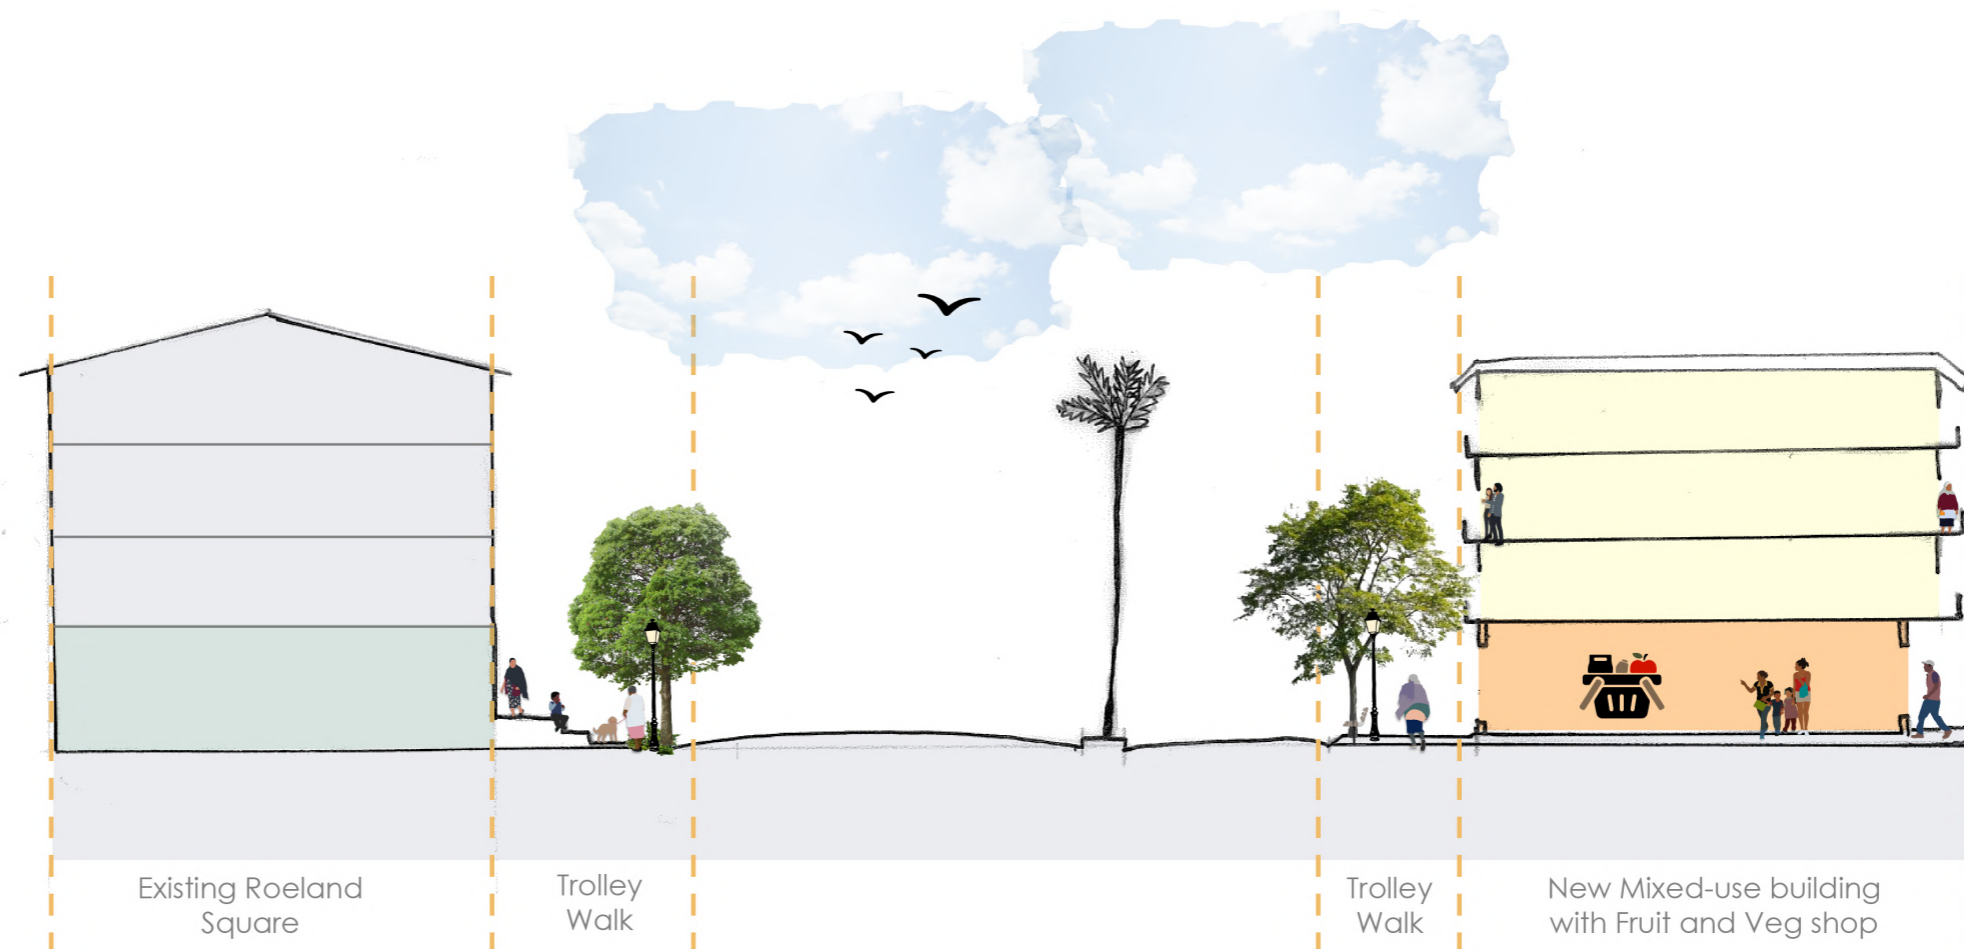 Existing Roeland
Square
Trolley
Walk
Trolley
Walk
New Mixed-use building
with Fruit and Veg shop